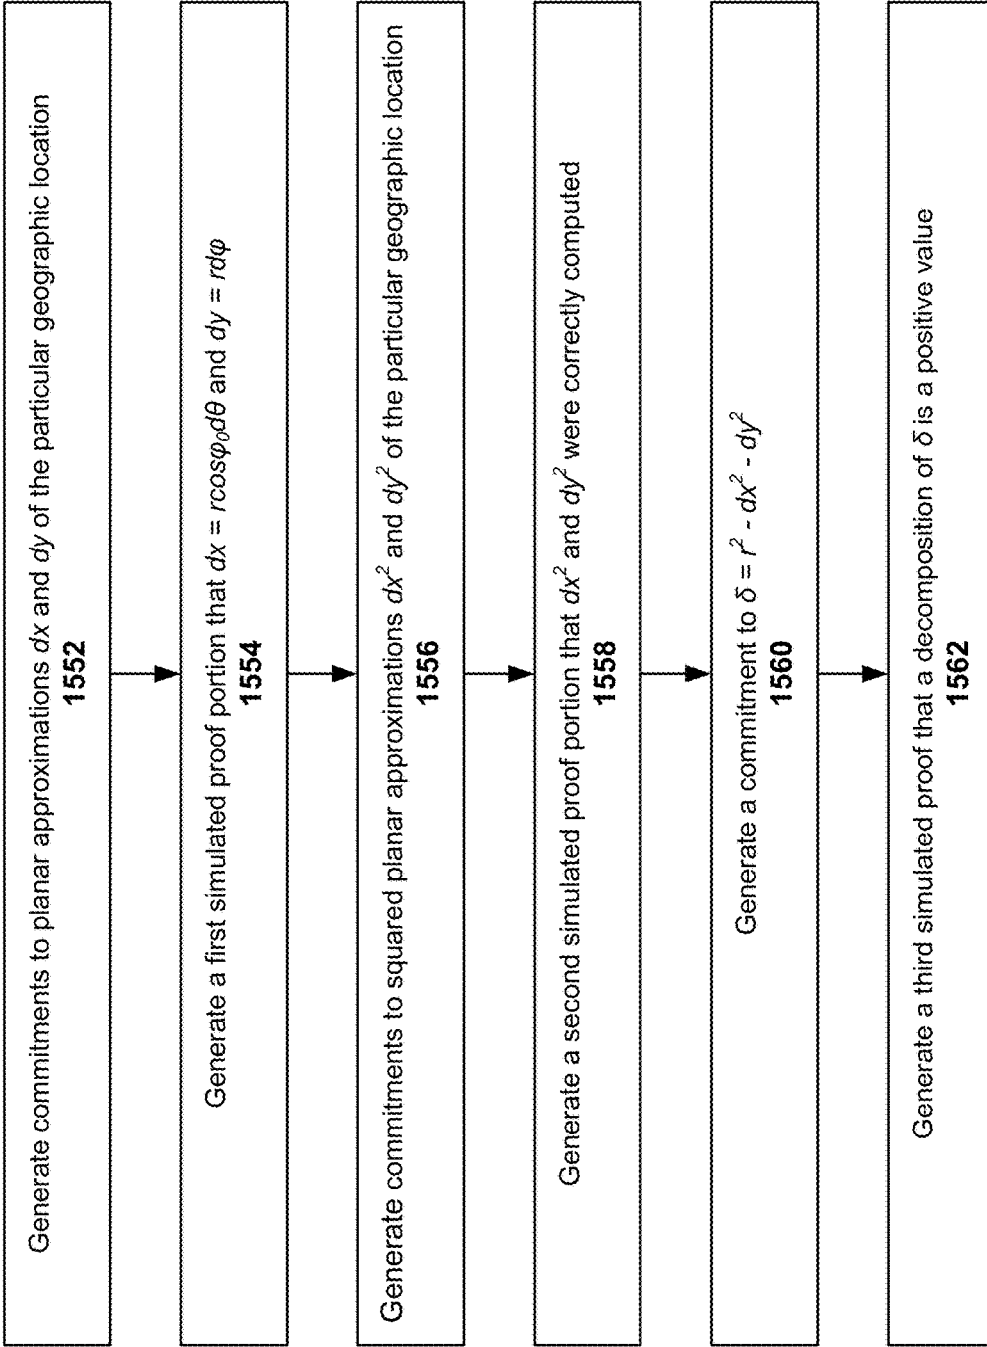 Generate commitments to planar approximations dx and dy of the particular geographic location
1552
Generate a first simulated proof portion that dx = rcosφ₀dθ and dy = rdφ
1554
Generate commitments to squared planar approximations dx² and dy² of the particular geographic location
1556
Generate a second simulated proof portion that dx² and dy² were correctly computed
1558
Generate a commitment to δ = r² - dx² - dy²
1560
Generate a third simulated proof that a decomposition of δ is a positive value
1562